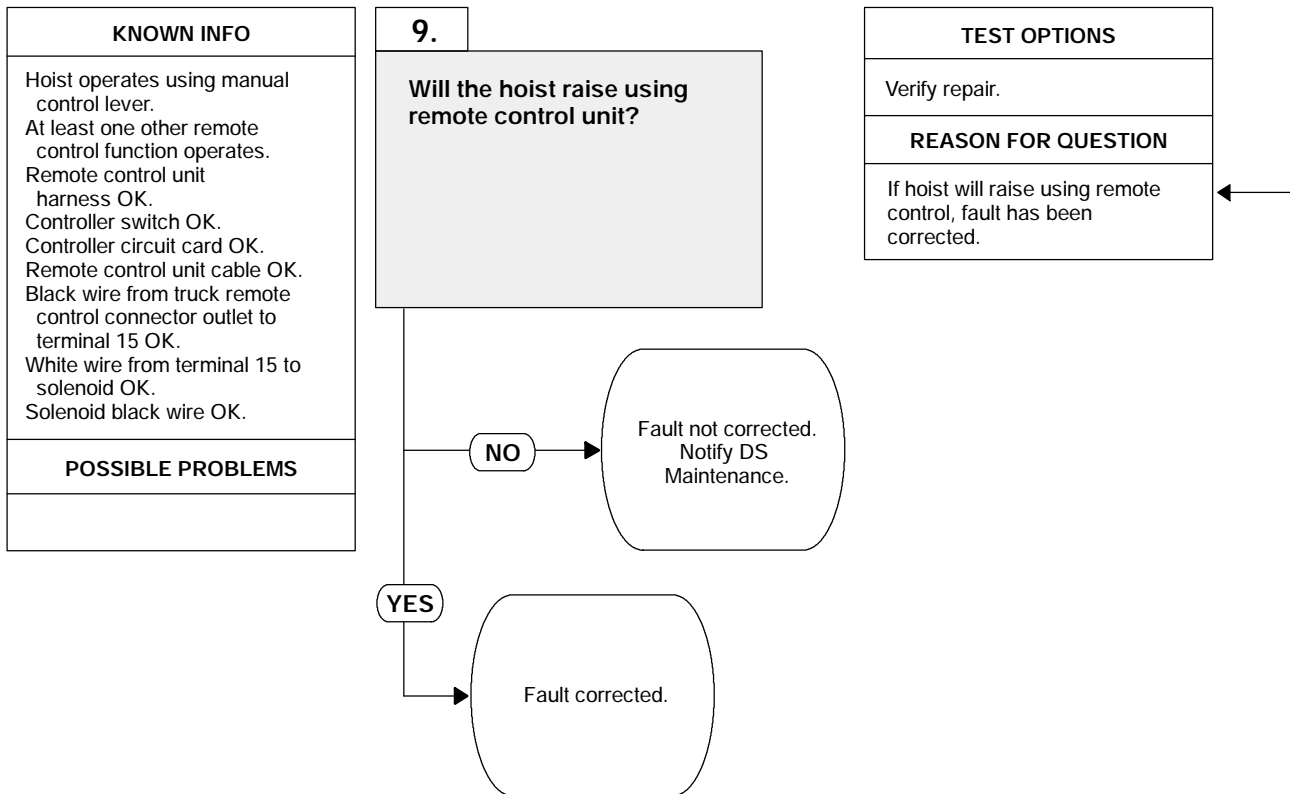 KNOWN INFO
Hoist operates using manual
control lever.
At least one other remote
control function operates.
Remote control unit
harness OK.
Controller switch OK.
Controller circuit card OK.
Remote control unit cable OK.
Black wire from truck remote
control connector outlet to
terminal 15 OK.
White wire from terminal 15 to
solenoid OK.
Solenoid black wire OK.
POSSIBLE PROBLEMS
9.
Will the hoist raise using
remote control unit?
NO
Fault not corrected.
Notify DS
Maintenance.
YES
Fault corrected.
TEST OPTIONS
Verify repair.
REASON FOR QUESTION
If hoist will raise using remote
control, fault has been
corrected.